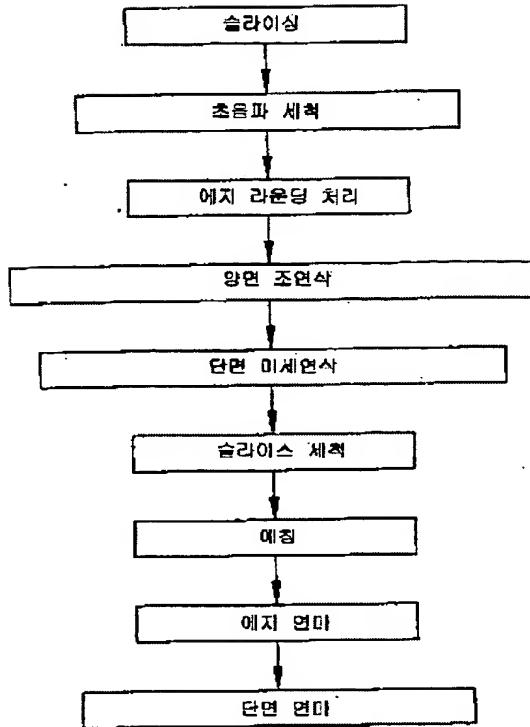 슬라이싱
초음파 세척
에지 라운딩 처리
양면 조연삭
단면 미세연삭
슬라이스 세척
에칭
에지 연마
단면 연마